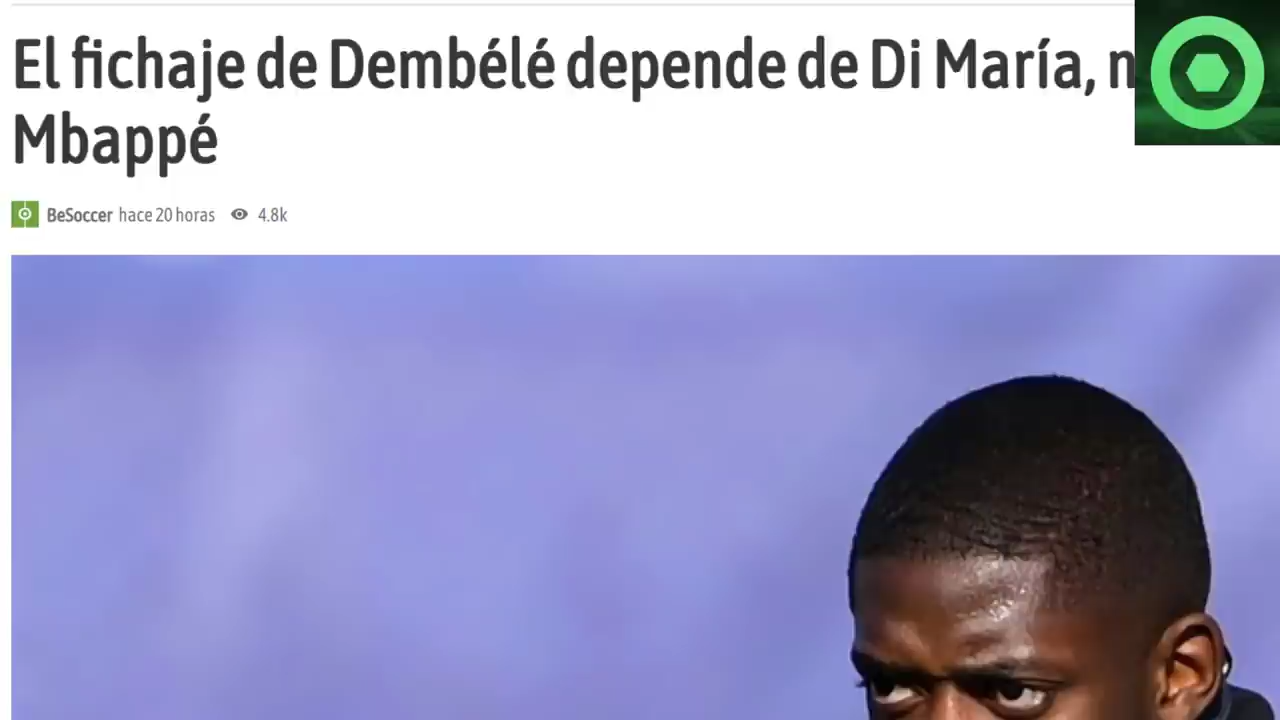 El fichaje de Dembélé depende de Di María, n
Mbappé
BeSoccer hace 20 horas 4.8k